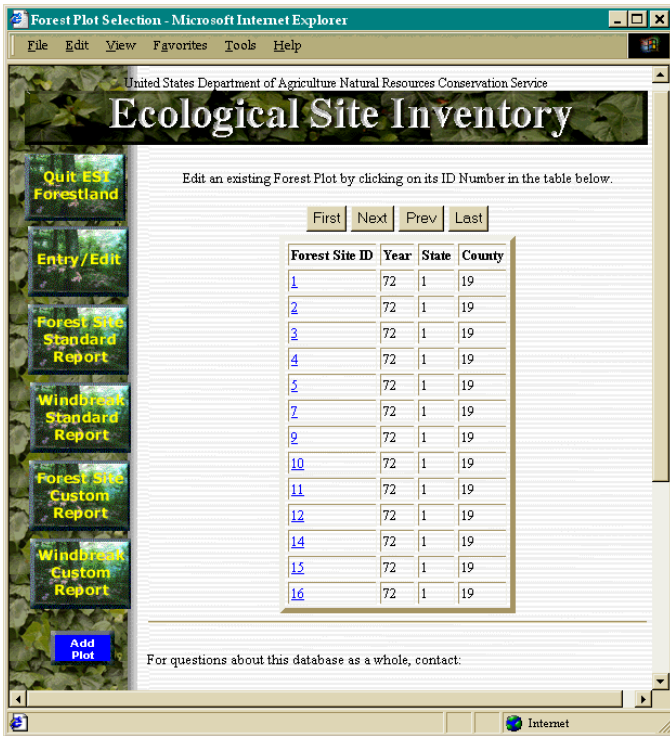 Forest Plot Selection - Microsoft Internet Explorer
File Edit View Favorites Tools Help
United States Department of Agriculture Natural Resources Conservation Service
Ecological Site Inventory
Quit ESI
Forestland
Entry/Edit
Forest Site
Standard
Report
Windbreak
Standard
Report
Forest Site
Custom
Report
Windbreak
Custom
Report
Add
Plot
Edit an existing Forest Plot by clicking on its ID Number in the table below.
First Next Prev Last
Forest Site ID Year State County
1 72 1 19
2 72 1 19
3 72 1 19
4 72 1 19
5 72 1 19
7 72 1 19
9 72 1 19
10 72 1 19
11 72 1 19
12 72 1 19
14 72 1 19
15 72 1 19
16 72 1 19
For questions about this database as a whole, contact:
Internet